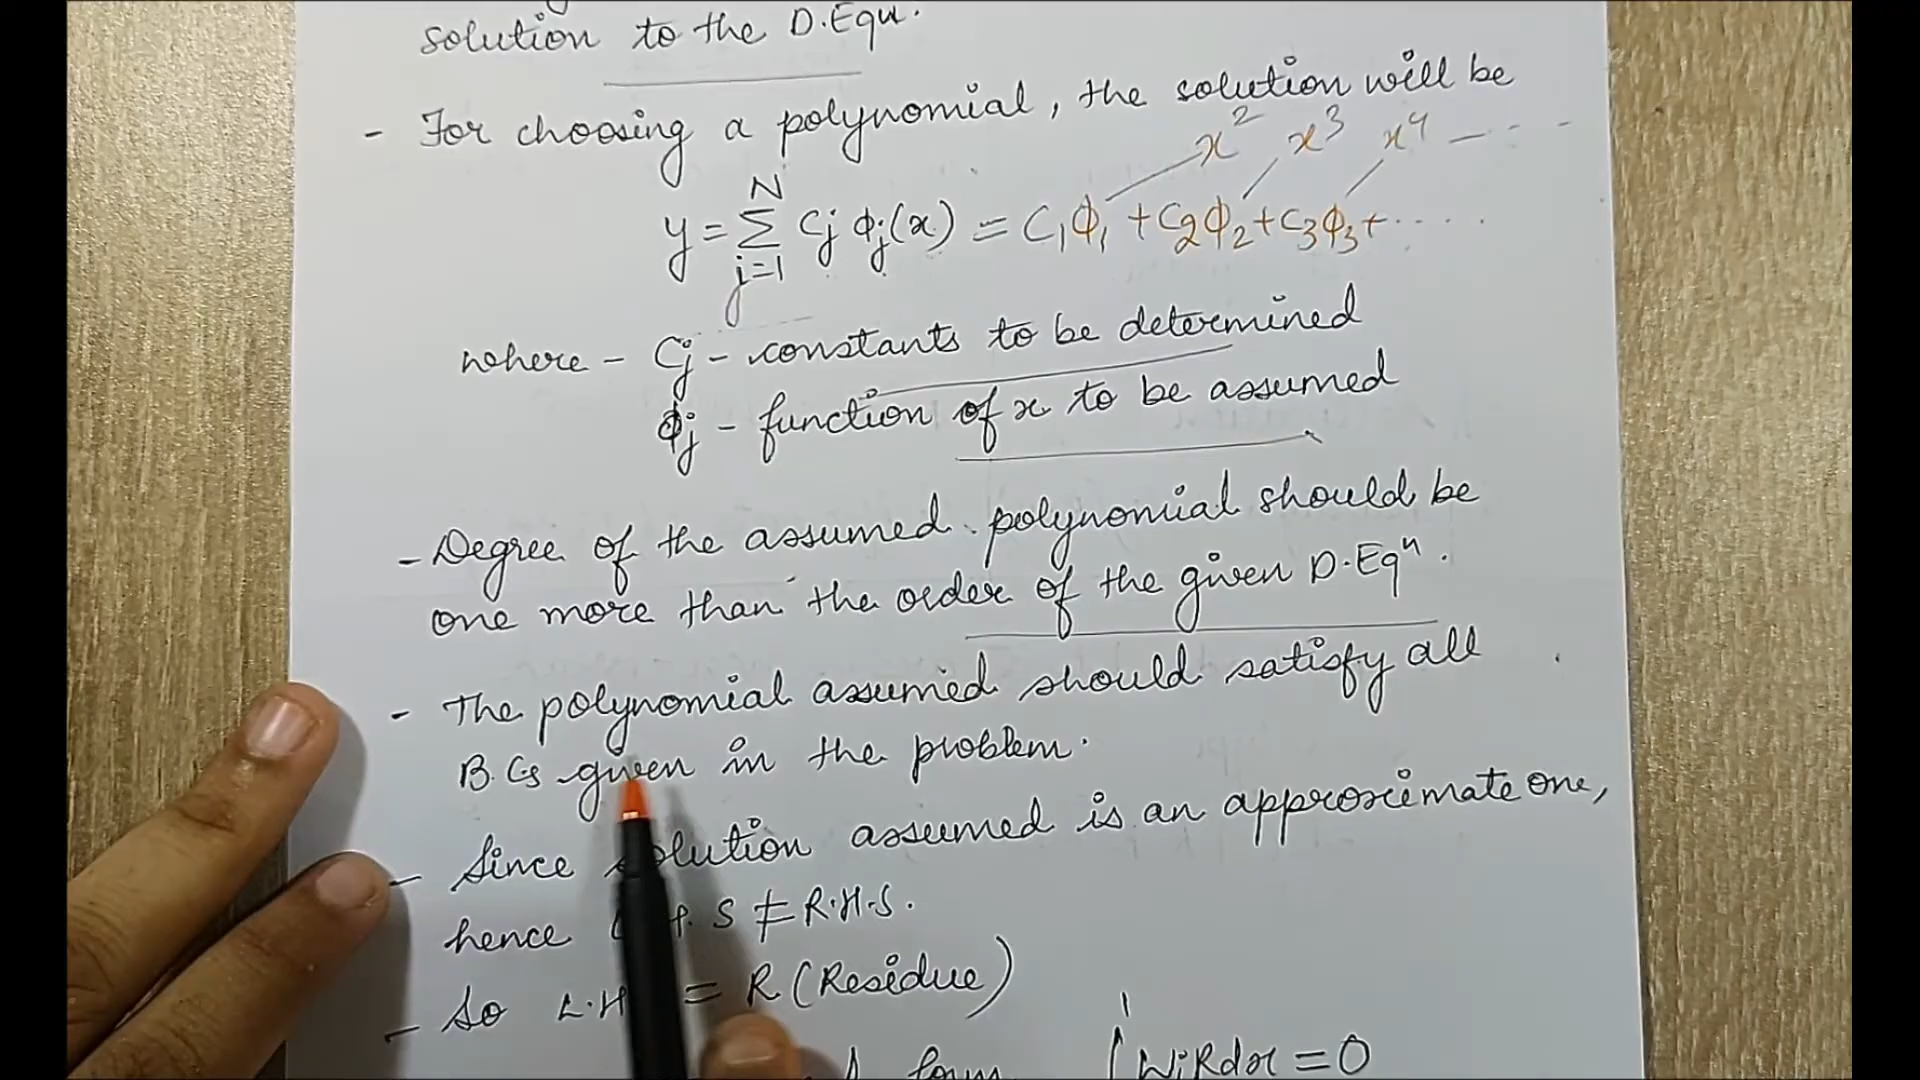 solution to the D.Equ.
- For choosing a polynomial, the solution will be
x² x³ x⁴ - - -
y = N Σ j=1 Cj ϕj(x) = C₁ϕ₁ + C₂ϕ₂ + C₃ϕ₃ + .....
where - Cj - constants to be determined
ϕj - function of x to be assumed
- Degree of the assumed polynomial should be
one more than the order of the given D.Eqⁿ.
- The polynomial assumed should satisfy all
B.Cs given in the problem.
- Since solution assumed is an approximate one,
hence S ≠ R.H.S.
- So L.H = R (Residue)
form ∫ 1 WiRdx = 0